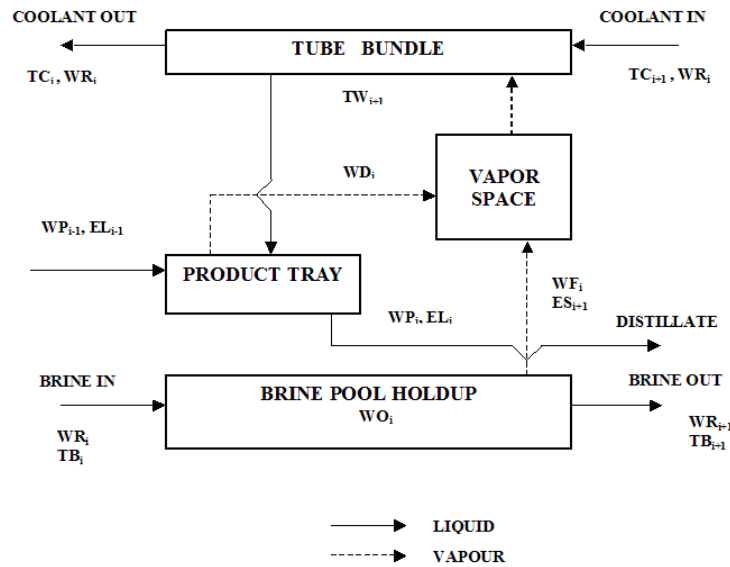 COOLANT OUT
COOLANT IN
TUBE BUNDLE
TCᵢ , WRᵢ
TCᵢ₊₁ , WRᵢ
TWᵢ₊₁
WDᵢ
VAPOR
SPACE
WPᵢ₋₁, ELᵢ₋₁
PRODUCT TRAY
WFᵢ
ESᵢ₊₁
WPᵢ, ELᵢ
DISTILLATE
BRINE IN
BRINE POOL HOLDUP
BRINE OUT
WOᵢ
WRᵢ
TBᵢ
WRᵢ₊₁
TBᵢ₊₁
LIQUID
VAPOUR